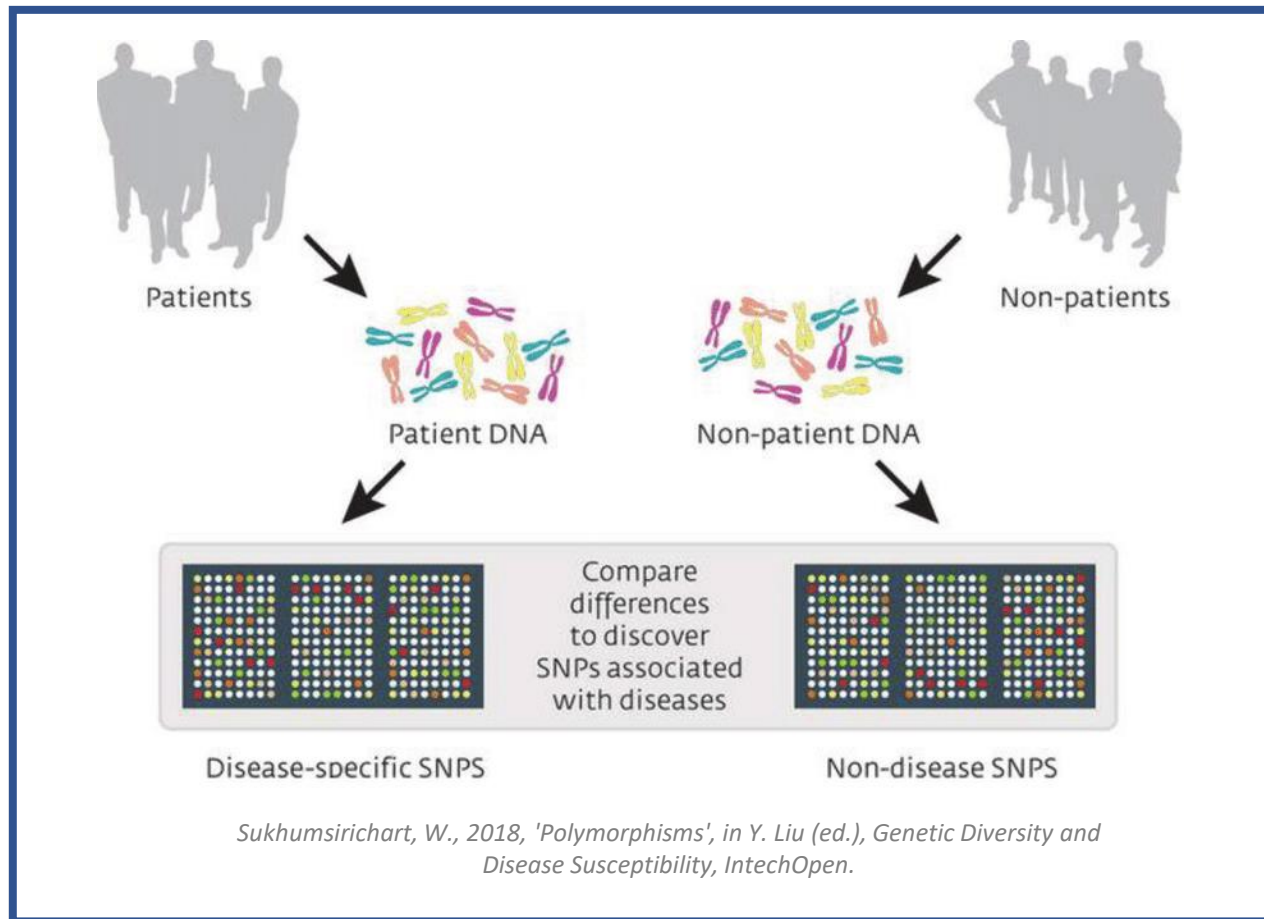 Patients
Non-patients
Patient DNA
Non-patient DNA
Compare
differences
to discover
SNPs associated
with diseases
Disease-specific SNPS
Non-disease SNPS
Sukhumsirichart, W., 2018, 'Polymorphisms', in Y. Liu (ed.), Genetic Diversity and
Disease Susceptibility, IntechOpen.